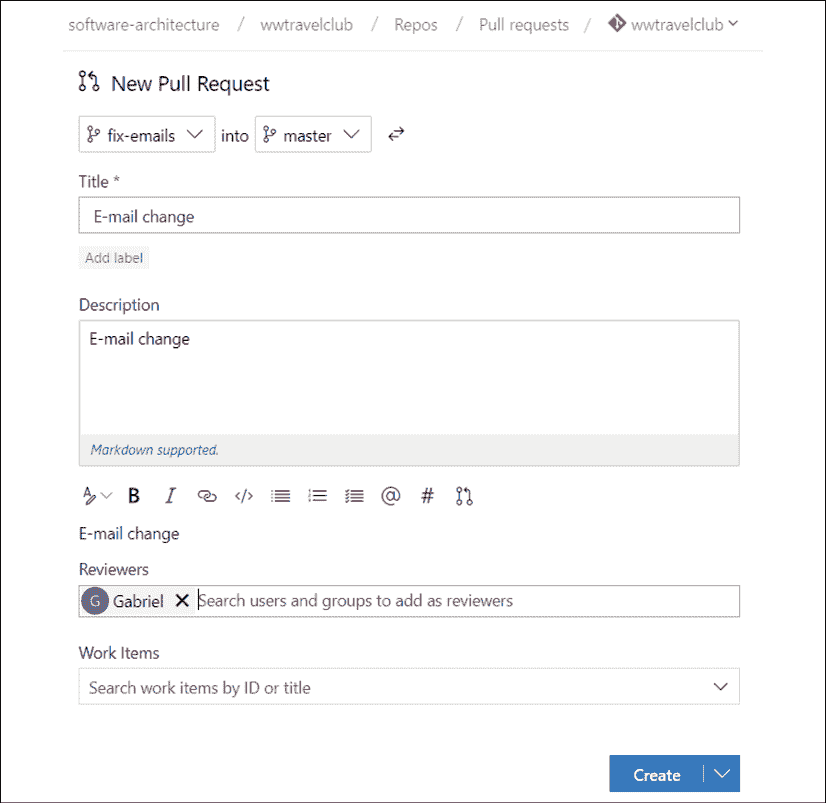 software-architecture / wwtravelclub / Repos / Pull requests / wwtravelclub
New Pull Request
fix-emails into master
Title *
E-mail change
Add label
Description
E-mail change
Markdown supported.
B I </> @ #
E-mail change
Reviewers
G Gabriel Search users and groups to add as reviewers
Work Items
Search work items by ID or title
Create